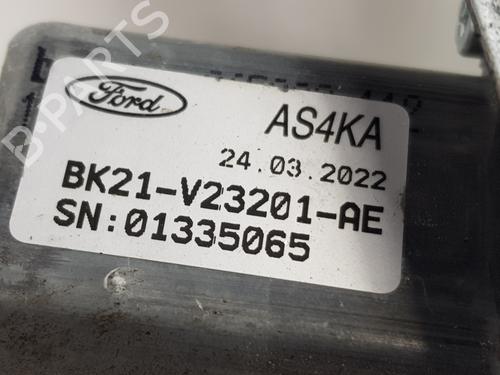 Ford
AS4KA
24.03.2022
BK21-V23201-AE
SN:01335065
B-PARTS